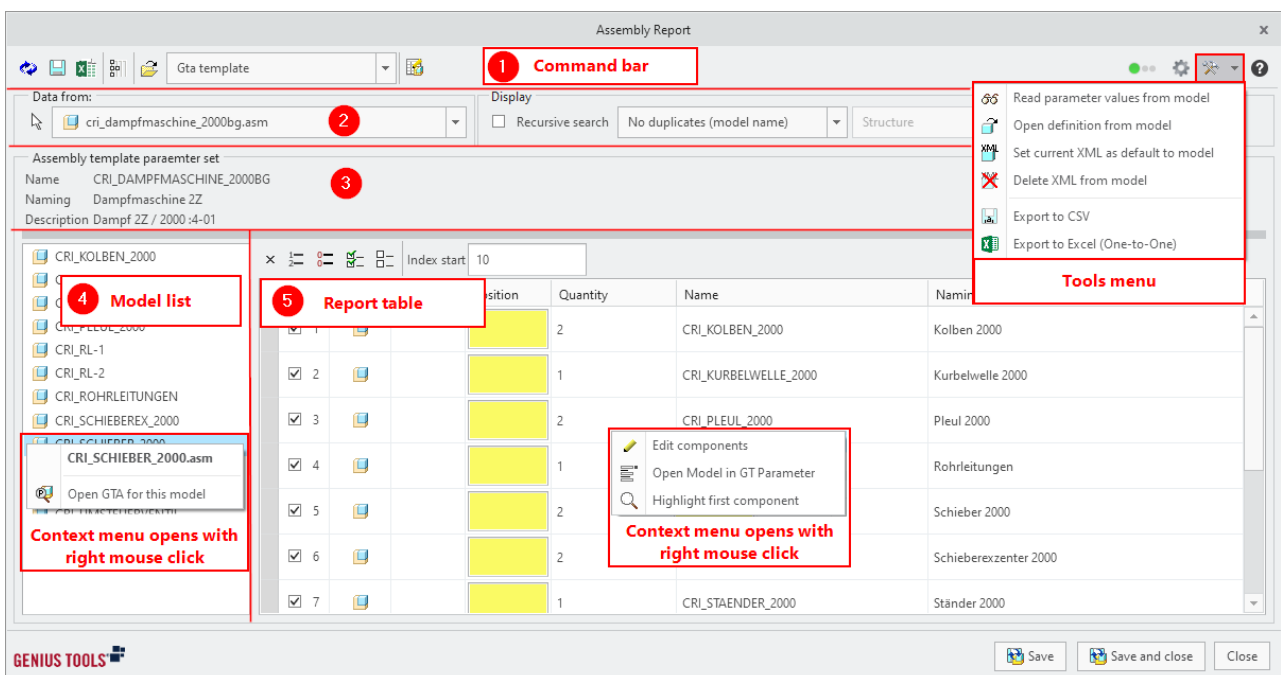 Assembly Report
Gta template
1 Command bar
Data from:
cri_dampfmaschine_2000bg.asm
2
Display
Recursive search
No duplicates (model name)
Structure
Read parameter values from model
Open definition from model
Set current XML as default to model
Delete XML from model
Export to CSV
Export to Excel (One-to-One)
Tools menu
Assembly template paraemter set
Name CRI_DAMPFMASCHINE_2000BG
Naming Dampfmaschine 2Z
Description Dampf 2Z / 2000 :4-01
3
CRI_KOLBEN_2000
4 Model list
CRI_PLEUL_2000
CRI_RL-1
CRI_RL-2
CRI_ROHRLEITUNGEN
CRI_SCHIEBEREX_2000
CRI_SCHIEBER_2000
CRI_SCHIEBER_2000.asm
Open GTA for this model
CRI_UMSTEUERVENTIL
Context menu opens with
right mouse click
Index start 10
5 Report table
Quantity Name
1 2 CRI_KOLBEN_2000 Kolben 2000
2 1 CRI_KURBELWELLE_2000 Kurbelwelle 2000
3 2 CRI_PLEUL_2000 Pleul 2000
4 1 Rohrleitungen
5 2 Schieber 2000
6 2 Schieberexzenter 2000
7 1 CRI_STAENDER_2000 Ständer 2000
Edit components
Open Model in GT Parameter
Highlight first component
Context menu opens with
right mouse click
GENIUS TOOLS
Save
Save and close
Close